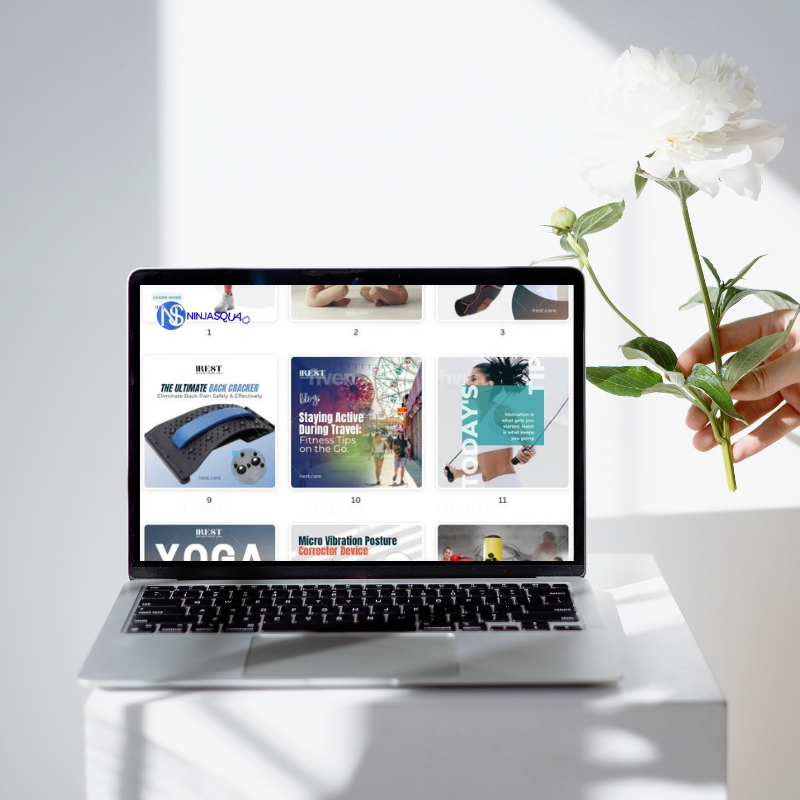 LEARN MORE
NS NINJASQUAD
irest.care
1
2
3
IREST
THE ULTIMATE BACK CRACKER
Eliminate Back Pain Safely & Effectively
irest.care
9
IREST
blog:
Staying Active
During Travel:
Fitness Tips
on the Go.
irest.care
10
TODAY'S
TIP
Motivation is
what gets you
started. Habit
is what keeps
you going
11
IREST
YOGA
Micro Vibration Posture
Corrector Device